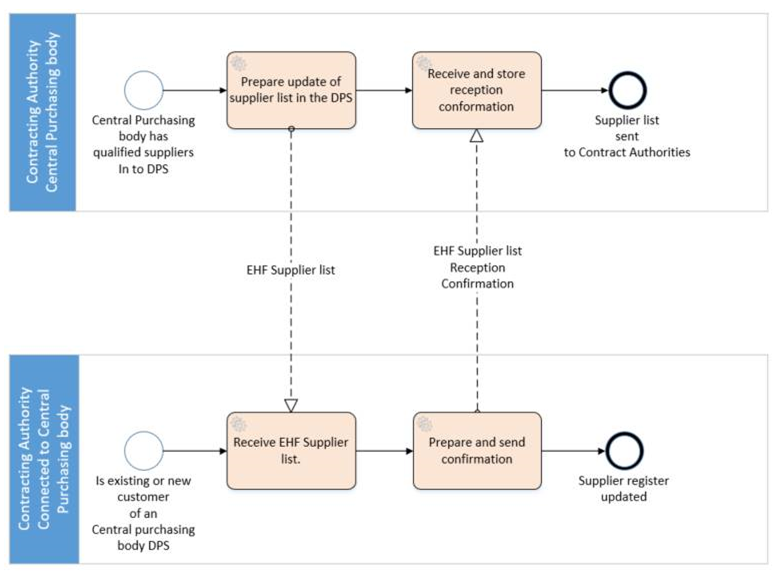 Contracting Authority
Central Purchasing body
Central Purchasing
body has
qualified suppliers
In to DPS
Prepare update of
supplier list in the DPS
Receive and store
reception
conformation
Supplier list
sent
to Contract Authorities
EHF Supplier list
EHF Supplier list
Reception
Confirmation
Contracting Authority
Connected to Central
Purchasing body
Is existing or new
customer
of an
Central purchasing
body DPS
Receive EHF Supplier
list.
Prepare and send
confirmation
Supplier register
updated